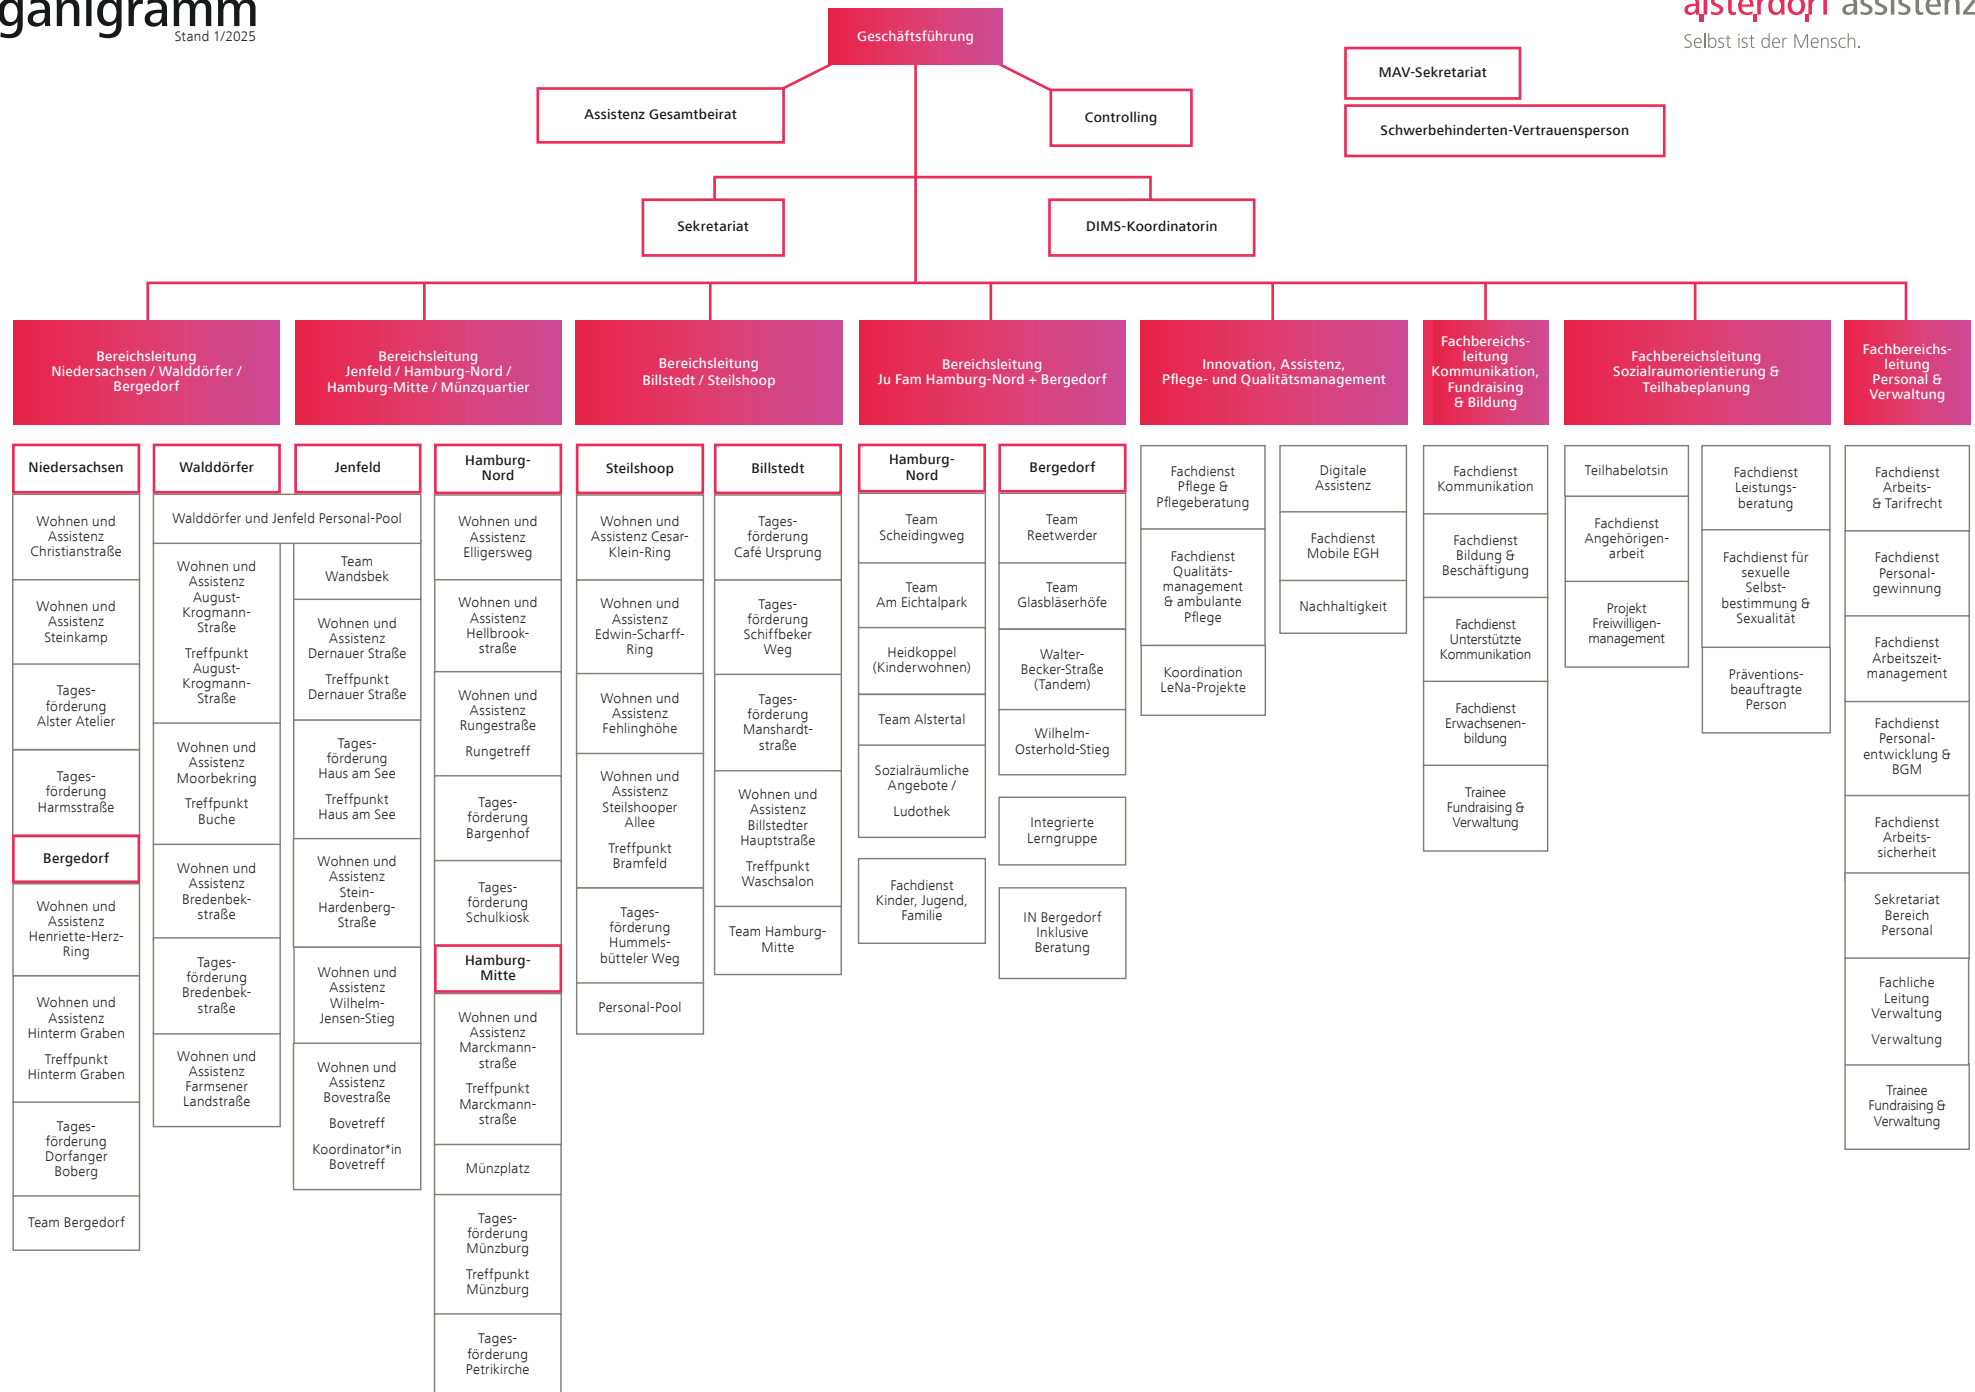 ganigramm
Stand 1/2025
alsterdorf assistenz
Selbst ist der Mensch.
Geschäftsführung
MAV-Sekretariat
Schwerbehinderten-Vertrauensperson
Assistenz Gesamtbeirat
Controlling
Sekretariat
DIMS-Koordinatorin
Bereichsleitung
Niedersachsen / Walddörfer /
Bergedorf
Bereichsleitung
Jenfeld / Hamburg-Nord /
Hamburg-Mitte / Münzquartier
Bereichsleitung
Billstedt / Steilshoop
Bereichsleitung
Ju Fam Hamburg-Nord + Bergedorf
Innovation, Assistenz,
Pflege- und Qualitätsmanagement
Fachbereichs-
leitung
Kommunikation,
Fundraising
& Bildung
Fachbereichsleitung
Sozialraumorientierung &
Teilhabeplanung
Fachbereichs-
leitung
Personal &
Verwaltung
Niedersachsen
Wohnen und
Assistenz
Christianstraße
Wohnen und
Assistenz
Steinkamp
Tages-
förderung
Alster Atelier
Tages-
förderung
Harmsstraße
Bergedorf
Wohnen und
Assistenz
Henriette-Herz-
Ring
Wohnen und
Assistenz
Hinterm Graben
Treffpunkt
Hinterm Graben
Tages-
förderung
Dorfanger
Boberg
Team Bergedorf
Walddörfer
Walddörfer und Jenfeld Personal-Pool
Wohnen und
Assistenz
August-
Krogmann-
Straße
Treffpunkt
August-
Krogmann-
Straße
Wohnen und
Assistenz
Moorbekring
Treffpunkt
Buche
Wohnen und
Assistenz
Bredenbek-
straße
Tages-
förderung
Bredenbek-
straße
Wohnen und
Assistenz
Farmsener
Landstraße
Jenfeld
Team
Wandsbek
Wohnen und
Assistenz
Dernauer Straße
Treffpunkt
Dernauer Straße
Tages-
förderung
Haus am See
Treffpunkt
Haus am See
Wohnen und
Assistenz
Stein-
Hardenberg-
Straße
Wohnen und
Assistenz
Wilhelm-
Jensen-Stieg
Wohnen und
Assistenz
Bovestraße
Bovetreff
Koordinator*in
Bovetreff
Hamburg-
Nord
Wohnen und
Assistenz
Elligersweg
Wohnen und
Assistenz
Hellbrook-
straße
Wohnen und
Assistenz
Rungestraße
Rungetreff
Tages-
förderung
Bargenhof
Tages-
förderung
Schulkiosk
Hamburg-
Mitte
Wohnen und
Assistenz
Marckmann-
straße
Treffpunkt
Marckmann-
straße
Münzplatz
Tages-
förderung
Münzburg
Treffpunkt
Münzburg
Tages-
förderung
Petrikirche
Steilshoop
Wohnen und
Assistenz Cesar-
Klein-Ring
Wohnen und
Assistenz
Edwin-Scharff-
Ring
Wohnen und
Assistenz
Fehlinghöhe
Wohnen und
Assistenz
Steilshooper
Allee
Treffpunkt
Bramfeld
Tages-
förderung
Hummels-
bütteler Weg
Personal-Pool
Billstedt
Tages-
förderung
Café Ursprung
Tages-
förderung
Schiffbeker
Weg
Tages-
förderung
Manshardt-
straße
Wohnen und
Assistenz
Billstedter
Hauptstraße
Treffpunkt
Waschsalon
Team Hamburg-
Mitte
Hamburg-
Nord
Team
Scheidingweg
Team
Am Eichtalpark
Heidkoppel
(Kinderwohnen)
Team Alstertal
Sozialräumliche
Angebote /
Ludothek
Fachdienst
Kinder, Jugend,
Familie
Bergedorf
Team
Reetwerder
Team
Glasbläserhöfe
Walter-
Becker-Straße
(Tandem)
Wilhelm-
Osterhold-Stieg
Integrierte
Lerngruppe
IN Bergedorf
Inklusive
Beratung
Fachdienst
Pflege &
Pflegeberatung
Fachdienst
Qualitäts-
management
& ambulante
Pflege
Koordination
LeNa-Projekte
Digitale
Assistenz
Fachdienst
Mobile EGH
Nachhaltigkeit
Fachdienst
Kommunikation
Fachdienst
Bildung &
Beschäftigung
Fachdienst
Unterstützte
Kommunikation
Fachdienst
Erwachsenen-
bildung
Trainee
Fundraising &
Verwaltung
Teilhabelotsin
Fachdienst
Angehörigen-
arbeit
Projekt
Freiwilligen-
management
Fachdienst
Leistungs-
beratung
Fachdienst für
sexuelle
Selbst-
bestimmung &
Sexualität
Präventions-
beauftragte
Person
Fachdienst
Arbeits-
& Tarifrecht
Fachdienst
Personal-
gewinnung
Fachdienst
Arbeitszeit-
management
Fachdienst
Personal-
entwicklung &
BGM
Fachdienst
Arbeits-
sicherheit
Sekretariat
Bereich
Personal
Fachliche
Leitung
Verwaltung
Verwaltung
Trainee
Fundraising &
Verwaltung